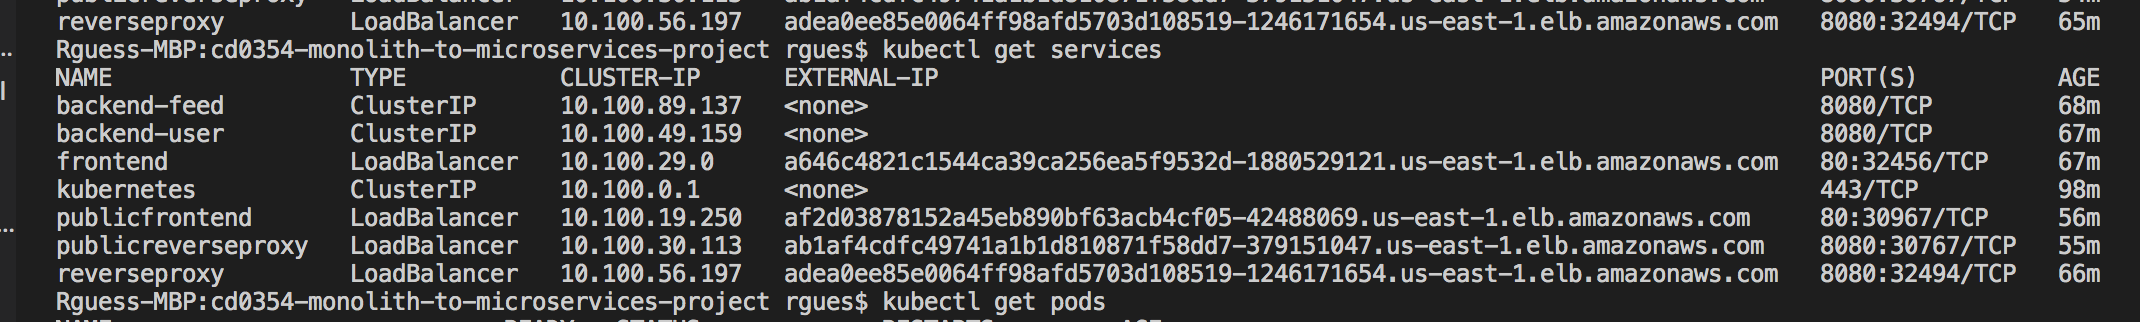 reverseproxy LoadBalancer 10.100.56.197 adea0ee85e0064ff98afd5703d108519-1246171654.us-east-1.elb.amazonaws.com 8080:32494/TCP 65m
Rguess-MBP:cd0354-monolith-to-microservices-project rgues$ kubectl get services
NAME TYPE CLUSTER-IP EXTERNAL-IP PORT(S) AGE
backend-feed ClusterIP 10.100.89.137 <none> 8080/TCP 68m
backend-user ClusterIP 10.100.49.159 <none> 8080/TCP 67m
frontend LoadBalancer 10.100.29.0 a646c4821c1544ca39ca256ea5f9532d-1880529121.us-east-1.elb.amazonaws.com 80:32456/TCP 67m
kubernetes ClusterIP 10.100.0.1 <none> 443/TCP 98m
publicfrontend LoadBalancer 10.100.19.250 af2d03878152a45eb890bf63acb4cf05-42488069.us-east-1.elb.amazonaws.com 80:30967/TCP 56m
publicreverseproxy LoadBalancer 10.100.30.113 ab1af4cdfc49741a1b1d810871f58dd7-379151047.us-east-1.elb.amazonaws.com 8080:30767/TCP 55m
reverseproxy LoadBalancer 10.100.56.197 adea0ee85e0064ff98afd5703d108519-1246171654.us-east-1.elb.amazonaws.com 8080:32494/TCP 66m
Rguess-MBP:cd0354-monolith-to-microservices-project rgues$ kubectl get pods